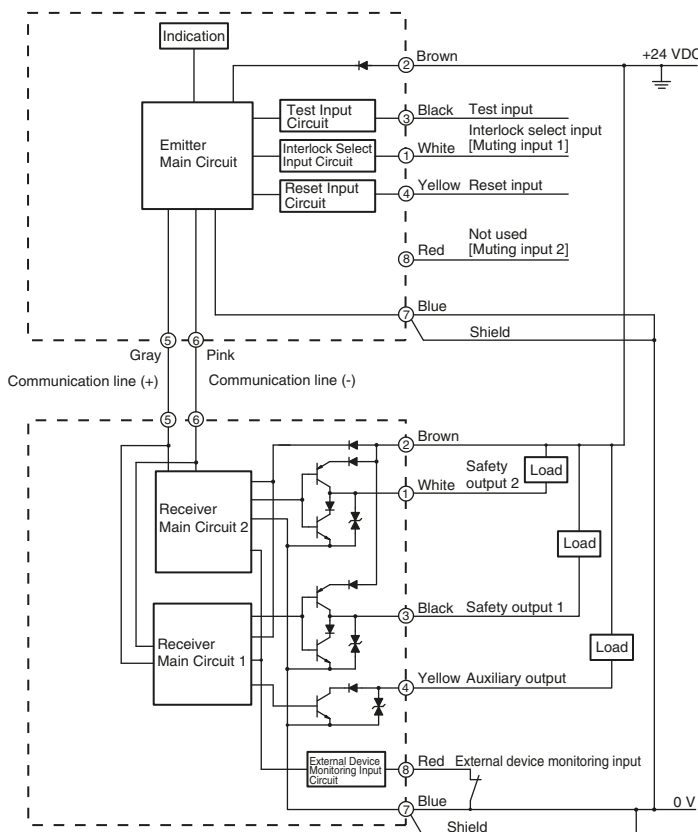 Indication
② Brown
+24 VDC
Test Input
Circuit
③ Black Test input
Emitter
Main Circuit
Interlock Select
Input Circuit
① White
Interlock select input
[Muting input 1]
Reset Input
Circuit
④ Yellow Reset input
⑧ Red
Not used
[Muting input 2]
⑦ Blue
Shield
⑤ ⑥
Gray Pink
Communication line (+) Communication line (-)
⑤ ⑥
② Brown
① White
Safety
output 2
Load
Receiver
Main Circuit 2
Load
③ Black Safety output 1
Receiver
Main Circuit 1
Load
④ Yellow Auxiliary output
External Device
Monitoring Input
Circuit
⑧ Red External device monitoring input
⑦ Blue
0 V
Shield